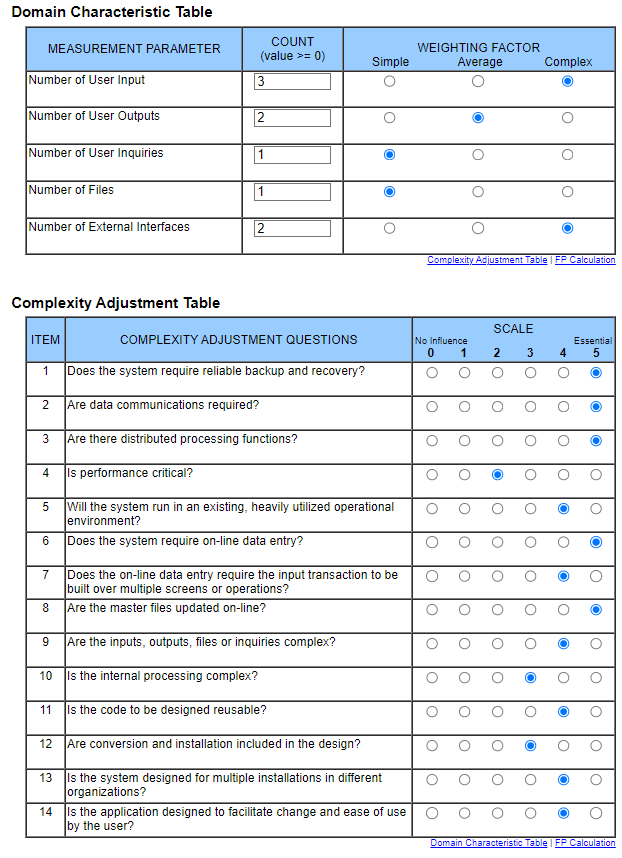 Domain Characteristic Table
MEASUREMENT PARAMETER
COUNT
(value >= 0)
WEIGHTING FACTOR
Simple Average Complex
Number of User Input 3
Number of User Outputs 2
Number of User Inquiries 1
Number of Files 1
Number of External Interfaces 2
Complexity Adjustment Table | FP Calculation
Complexity Adjustment Table
ITEM COMPLEXITY ADJUSTMENT QUESTIONS
SCALE
No Influence Essential
0 1 2 3 4 5
1 Does the system require reliable backup and recovery?
2 Are data communications required?
3 Are there distributed processing functions?
4 Is performance critical?
5 Will the system run in an existing, heavily utilized operational
environment?
6 Does the system require on-line data entry?
7 Does the on-line data entry require the input transaction to be
built over multiple screens or operations?
8 Are the master files updated on-line?
9 Are the inputs, outputs, files or inquiries complex?
10 Is the internal processing complex?
11 Is the code to be designed reusable?
12 Are conversion and installation included in the design?
13 Is the system designed for multiple installations in different
organizations?
14 Is the application designed to facilitate change and ease of use
by the user?
Domain Characteristic Table | FP Calculation